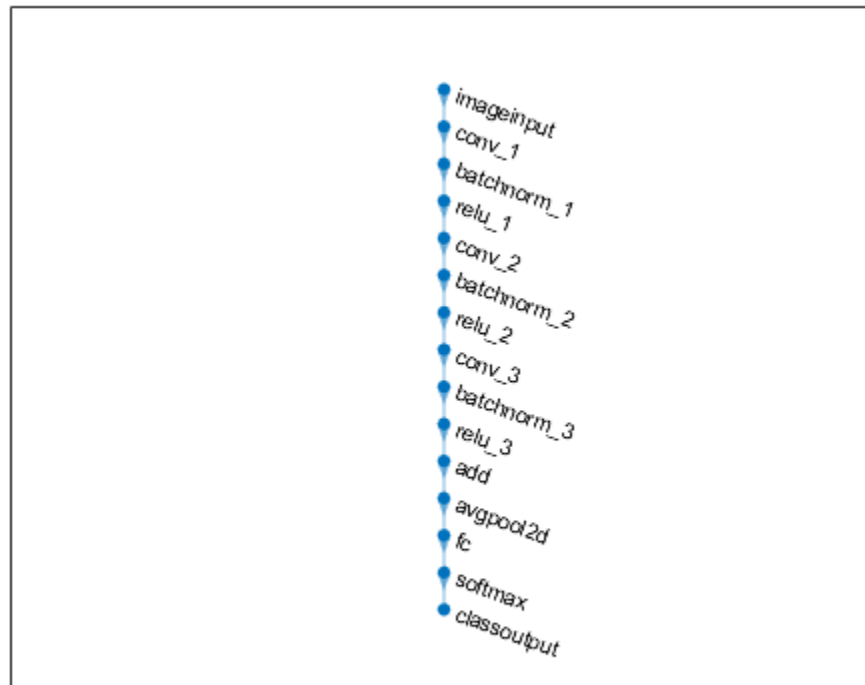 imageinput
conv_1
batchnorm_1
relu_1
conv_2
batchnorm_2
relu_2
conv_3
batchnorm_3
relu_3
add
avgpool2d
fc
softmax
classoutput